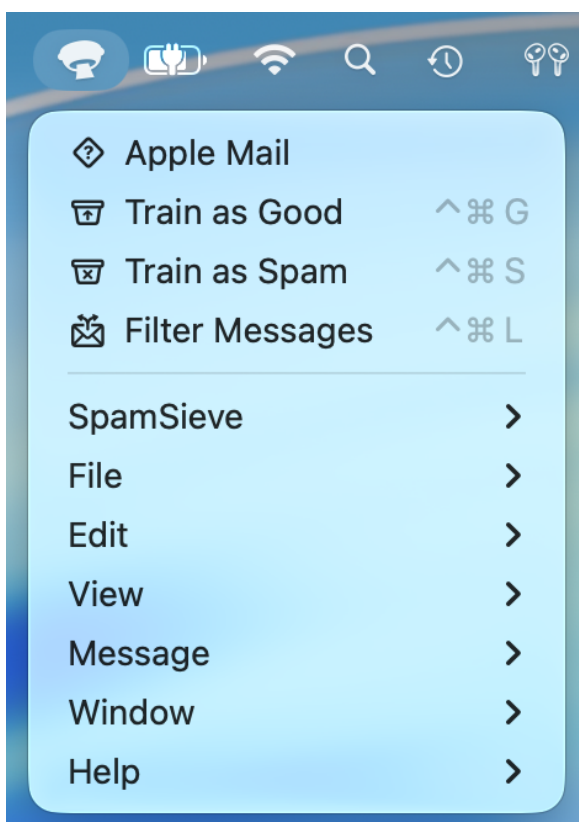 Apple Mail
Train as Good ^⌘ G
Train as Spam ^⌘ S
Filter Messages ^⌘ L
SpamSieve
File
Edit
View
Message
Window
Help